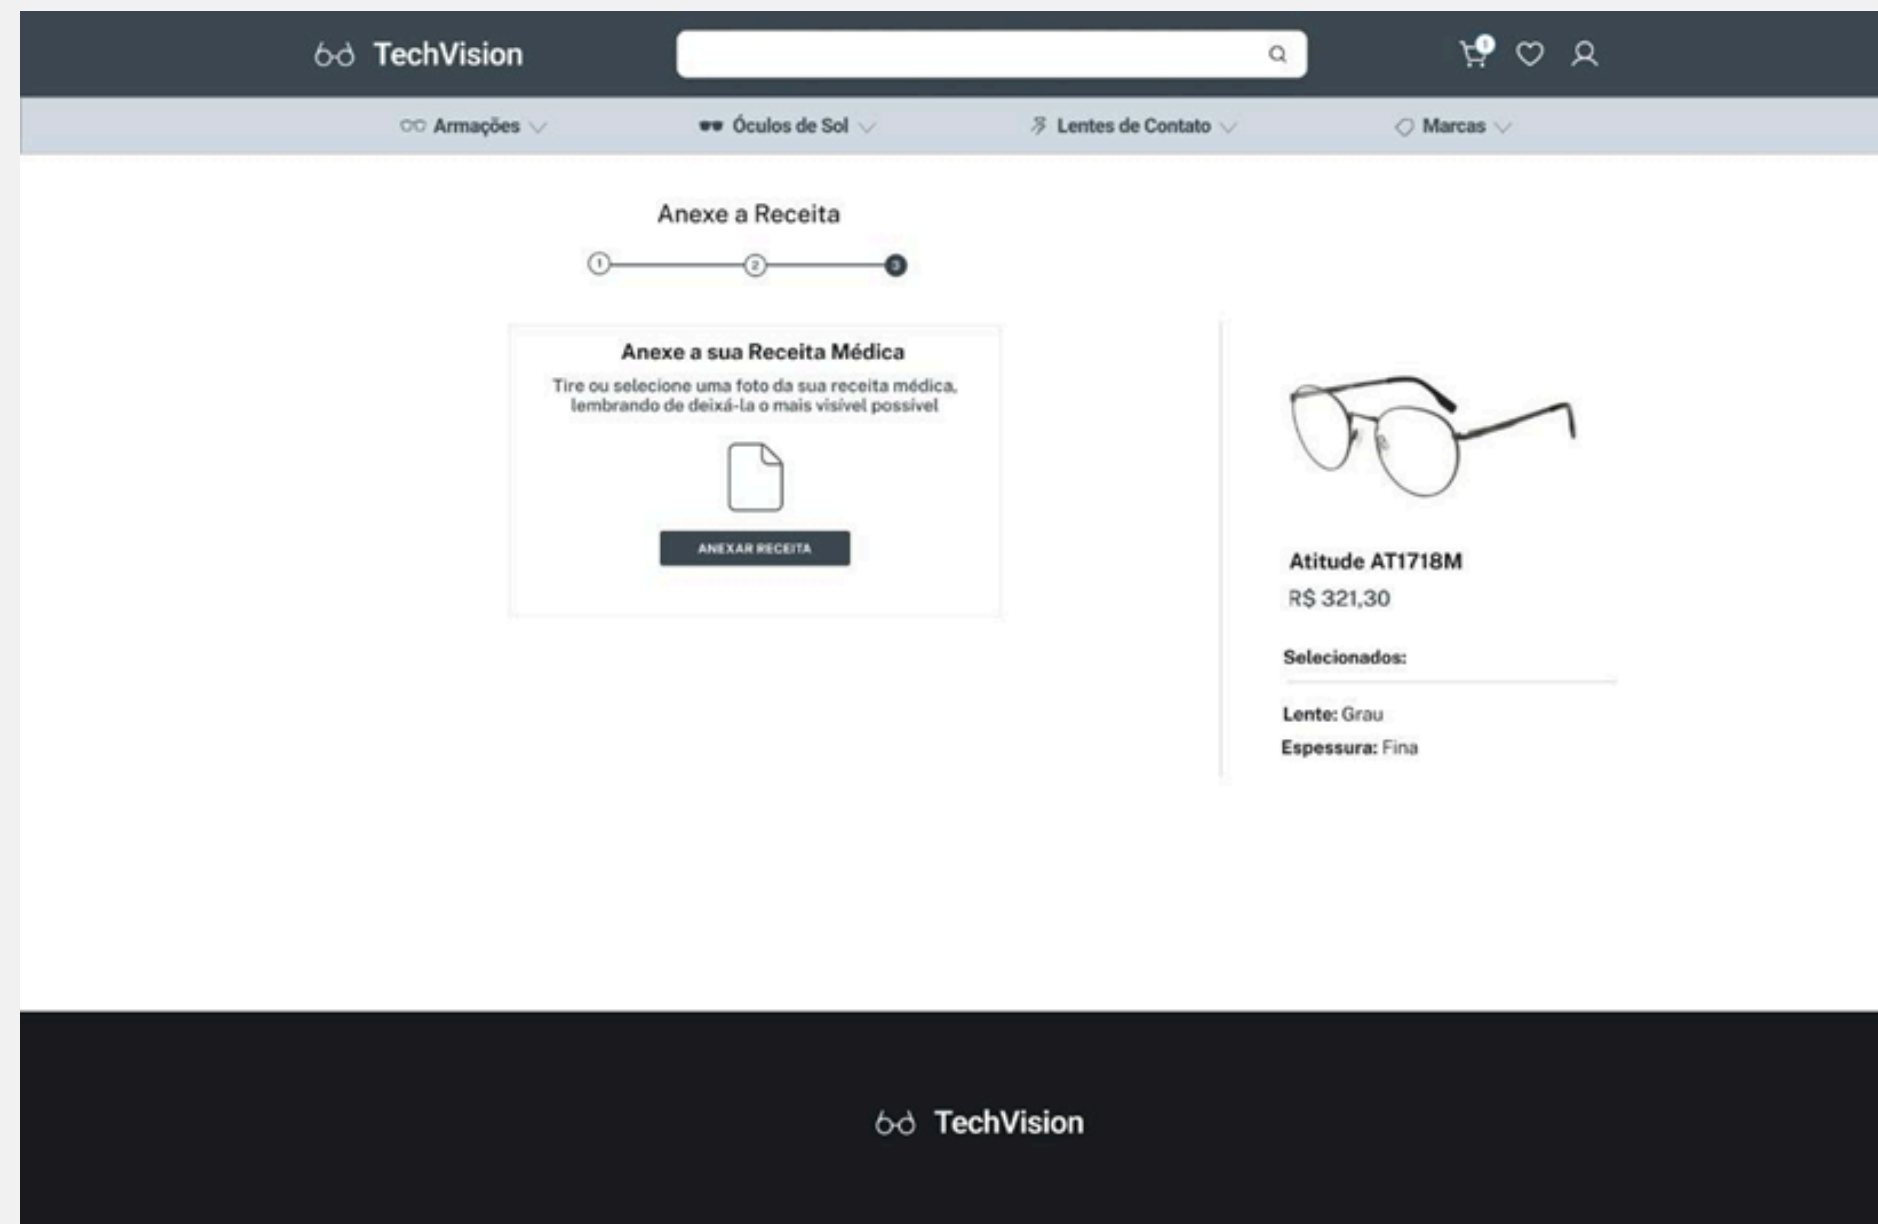 TechVision
1
Armações
Óculos de Sol
Lentes de Contato
Marcas
Anexe a Receita
1 2 3
Anexe a sua Receita Médica
Tire ou selecione uma foto da sua receita médica,
lembrando de deixá-la o mais visível possível
ANEXAR RECEITA
Atitude AT1718M
R$ 321,30
Selecionados:
Lente: Grau
Espessura: Fina
TechVision